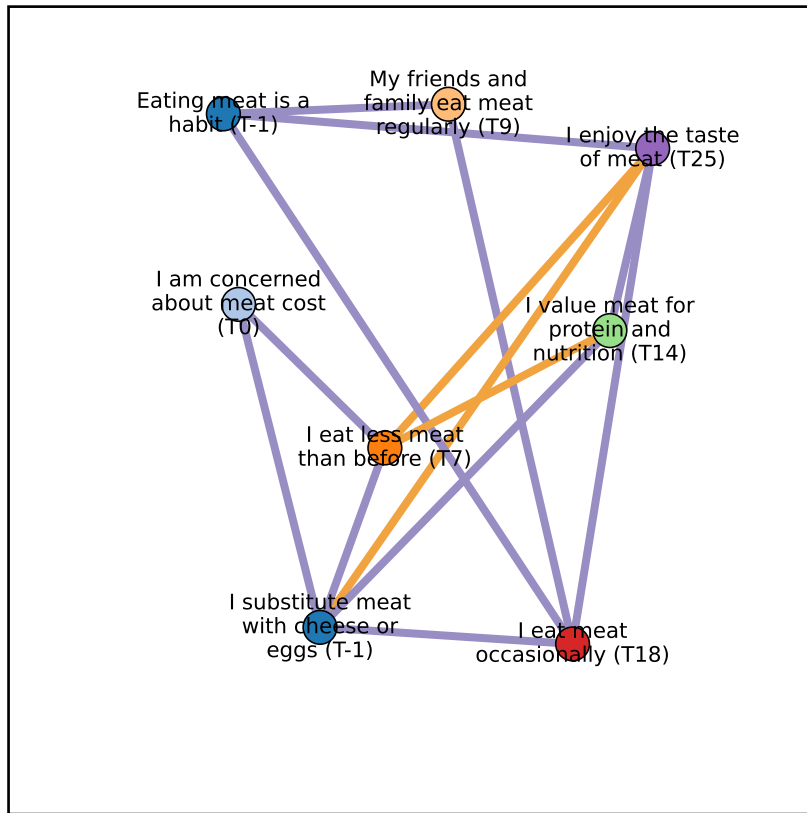 Eating meat is a
habit (T-1)
My friends and
family eat meat
regularly (T9)
I enjoy the taste
of meat (T25)
I am concerned
about meat cost
(T0)
I value meat for
protein and
nutrition (T14)
I eat less meat
than before (T7)
I substitute meat
with cheese or
eggs (T-1)
I eat meat
occasionally (T18)